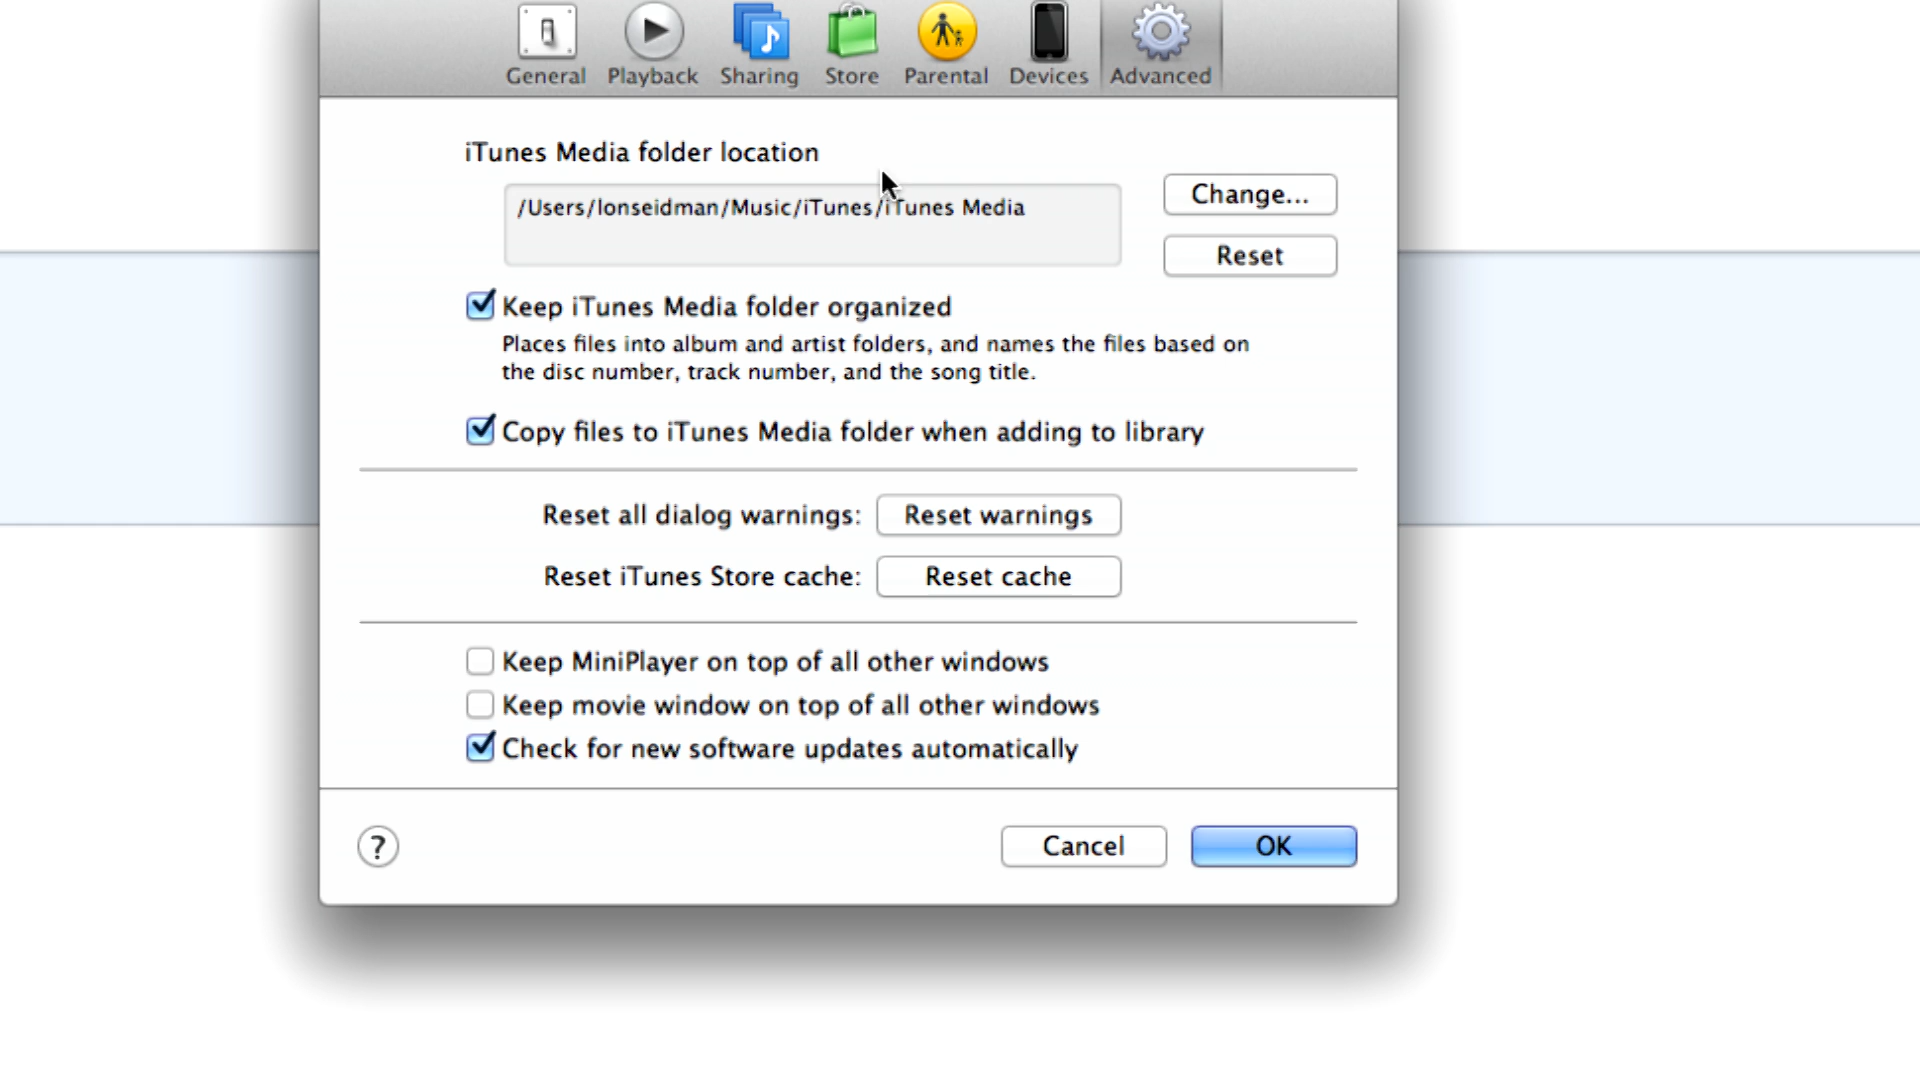 General Playback Sharing Store Parental Devices Advanced
iTunes Media folder location
/Users/lonseidman/Music/iTunes/iTunes Media
Change...
Reset
Keep iTunes Media folder organized
Places files into album and artist folders, and names the files based on
the disc number, track number, and the song title.
Copy files to iTunes Media folder when adding to library
Reset all dialog warnings: Reset warnings
Reset iTunes Store cache: Reset cache
Keep MiniPlayer on top of all other windows
Keep movie window on top of all other windows
Check for new software updates automatically
? Cancel OK